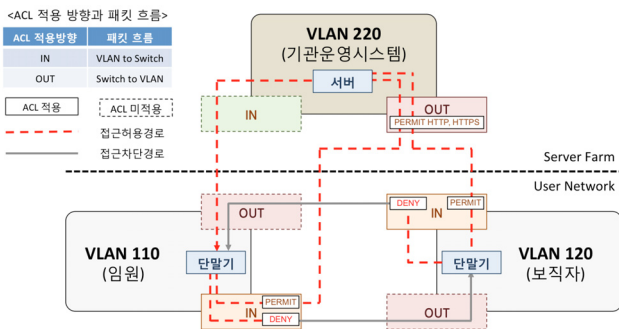 <ACL 적용 방향과 패킷 흐름>
ACL 적용방향 패킷 흐름
IN VLAN to Switch
OUT Switch to VLAN
ACL 적용 ACL 미적용
접근허용경로
접근차단경로
VLAN 220
(기관운영시스템)
서버
IN
OUT
PERMIT HTTP, HTTPS
Server Farm
User Network
OUT
DENY IN PERMIT
VLAN 110
(임원)
단말기
단말기
VLAN 120
(보직자)
IN PERMIT
DENY
OUT